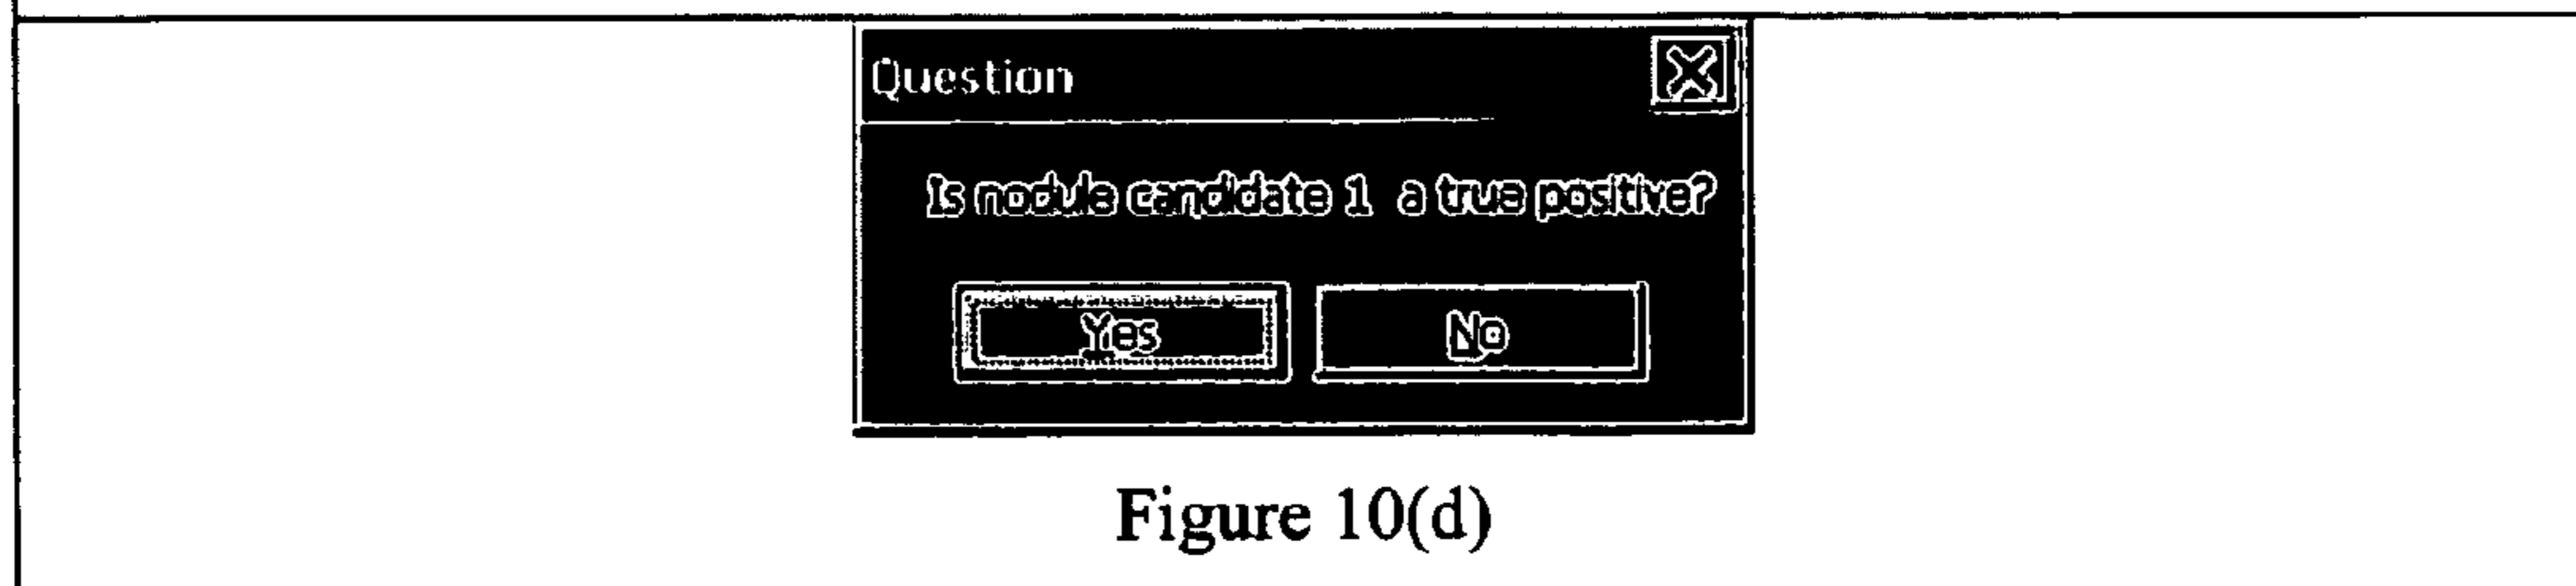 Question
Is nodule candidate 1 a true positive?
Yes No
Figure 10(d)